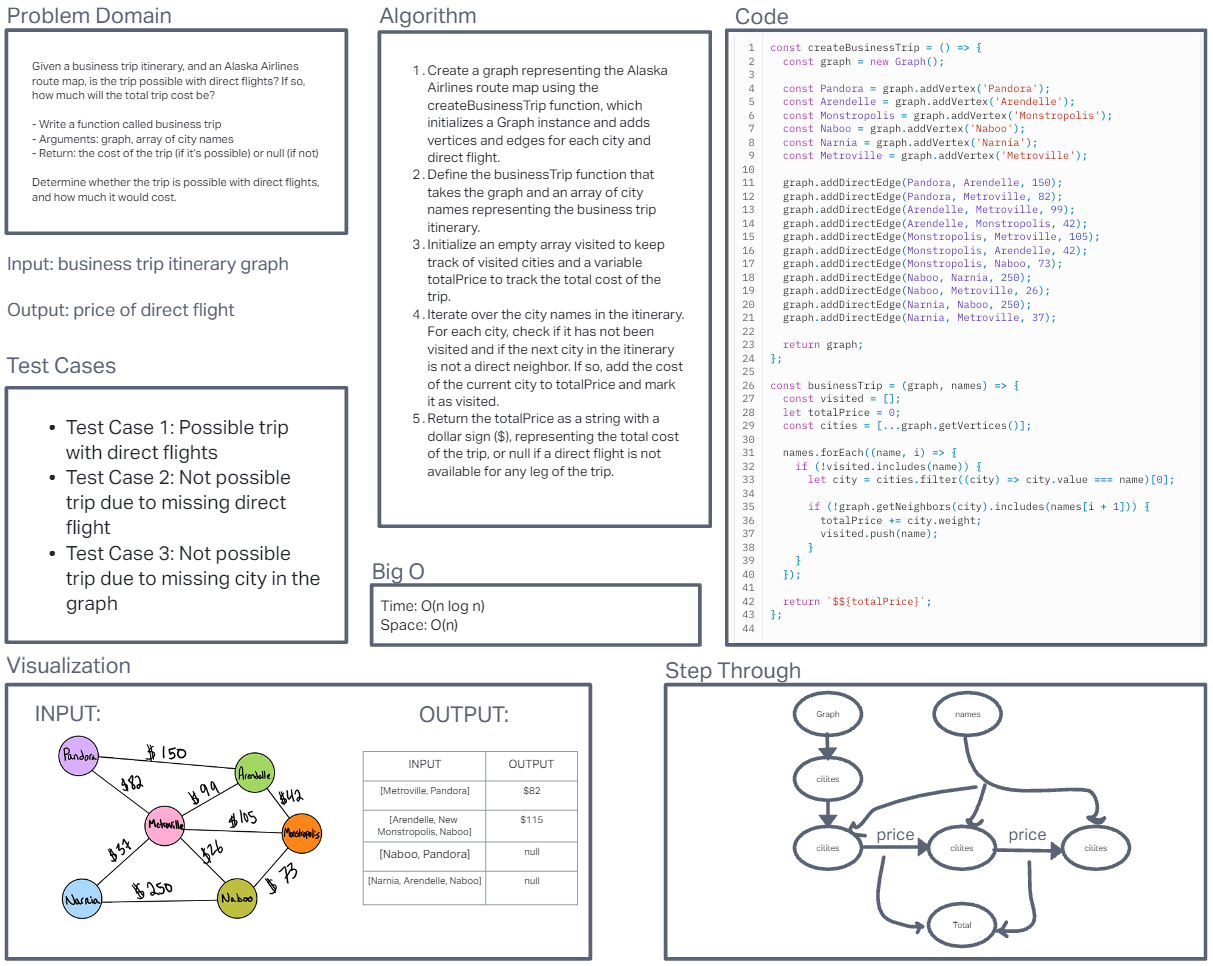 Problem Domain
Given a business trip itinerary, and an Alaska Airlines
route map, is the trip possible with direct flights? If so,
how much will the total trip cost be?
- Write a function called business trip
- Arguments: graph, array of city names
- Return: the cost of the trip (if it's possible) or null (if not)
Determine whether the trip is possible with direct flights,
and how much it would cost.
Input: business trip itinerary graph
Output: price of direct flight
Test Cases
• Test Case 1: Possible trip
with direct flights
• Test Case 2: Not possible
trip due to missing direct
flight
• Test Case 3: Not possible
trip due to missing city in the
graph
Algorithm
1. Create a graph representing the Alaska
Airlines route map using the
createBusinessTrip function, which
initializes a Graph instance and adds
vertices and edges for each city and
direct flight.
2. Define the businessTrip function that
takes the graph and an array of city
names representing the business trip
itinerary.
3. Initialize an empty array visited to keep
track of visited cities and a variable
totalPrice to track the total cost of the
trip.
4. Iterate over the city names in the itinerary.
For each city, check if it has not been
visited and if the next city in the itinerary
is not a direct neighbor. If so, add the cost
of the current city to totalPrice and mark
it as visited.
5. Return the totalPrice as a string with a
dollar sign ($), representing the total cost
of the trip, or null if a direct flight is not
available for any leg of the trip.
Big O
Time: O(n log n)
Space: O(n)
Code
1 const createBusinessTrip = () => {
2 const graph = new Graph();
3
4 const Pandora = graph.addVertex('Pandora');
5 const Arendelle = graph.addVertex('Arendelle');
6 const Monstropolis = graph.addVertex('Monstropolis');
7 const Naboo = graph.addVertex('Naboo');
8 const Narnia = graph.addVertex('Narnia');
9 const Metroville = graph.addVertex('Metroville');
10
11 graph.addDirectEdge(Pandora, Arendelle, 150);
12 graph.addDirectEdge(Pandora, Metroville, 82);
13 graph.addDirectEdge(Arendelle, Metroville, 99);
14 graph.addDirectEdge(Arendelle, Monstropolis, 42);
15 graph.addDirectEdge(Monstropolis, Metroville, 105);
16 graph.addDirectEdge(Monstropolis, Arendelle, 42);
17 graph.addDirectEdge(Monstropolis, Naboo, 73);
18 graph.addDirectEdge(Naboo, Narnia, 250);
19 graph.addDirectEdge(Naboo, Metroville, 26);
20 graph.addDirectEdge(Narnia, Naboo, 250);
21 graph.addDirectEdge(Narnia, Metroville, 37);
22
23 return graph;
24 };
25
26 const businessTrip = (graph, names) => {
27 const visited = [];
28 let totalPrice = 0;
29 const cities = [...graph.getVertices()];
30
31 names.forEach((name, i) => {
32 if (!visited.includes(name)) {
33 let city = cities.filter((city) => city.value === name)[0];
34
35 if (!graph.getNeighbors(city).includes(names[i + 1])) {
36 totalPrice += city.weight;
37 visited.push(name);
38 }
39 }
40 });
41
42 return `$${totalPrice}`;
43 };
44
Visualization
INPUT:
Pandora
$150
Arendelle
$82
$99
$42
Metroville
$105
Monstropolis
$37
$26
$73
Narnia
$250
Naboo
OUTPUT:
INPUT OUTPUT
[Metroville, Pandora] $82
[Arendelle, New
Monstropolis, Naboo] $115
[Naboo, Pandora] null
[Narnia, Arendelle, Naboo] null
Step Through
Graph
names
citites
citites
price
citites
price
citites
Total